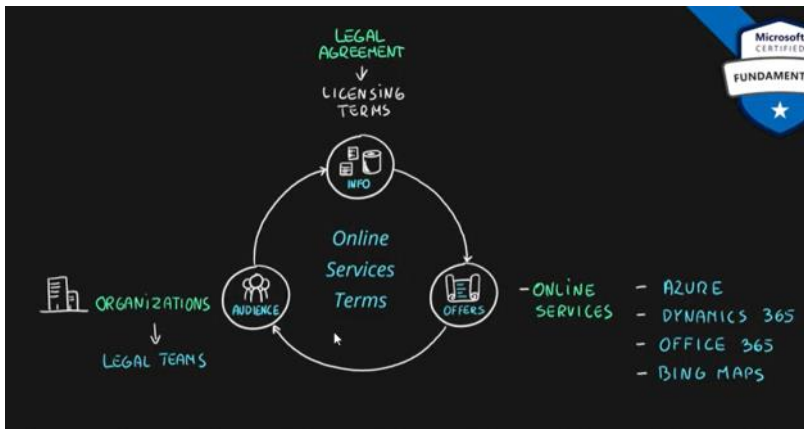 LEGAL
AGREEMENT
LICENSING
TERMS
Microsoft
CERTIFIED
FUNDAMENT
INFO
Online
Services
Terms
ORGANIZATIONS
LEGAL TEAMS
AUDIENCE
OFFERS
- ONLINE
SERVICES
- AZURE
- DYNAMICS 365
- OFFICE 365
- BING MAPS